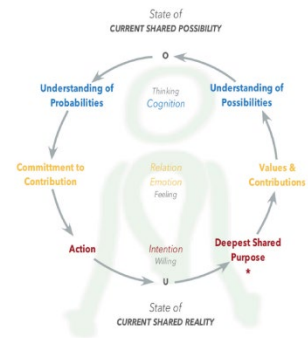 State of
CURRENT SHARED POSSIBILITY
O
Understanding of
Probabilities
Thinking
Cognition
Understanding of
Possibilities
Commitment to
Contribution
Relation
Emotion
Feeling
Values &
Contributions
Action
Intention
Willing
Deepest Shared
Purpose
*
U
State of
CURRENT SHARED REALITY